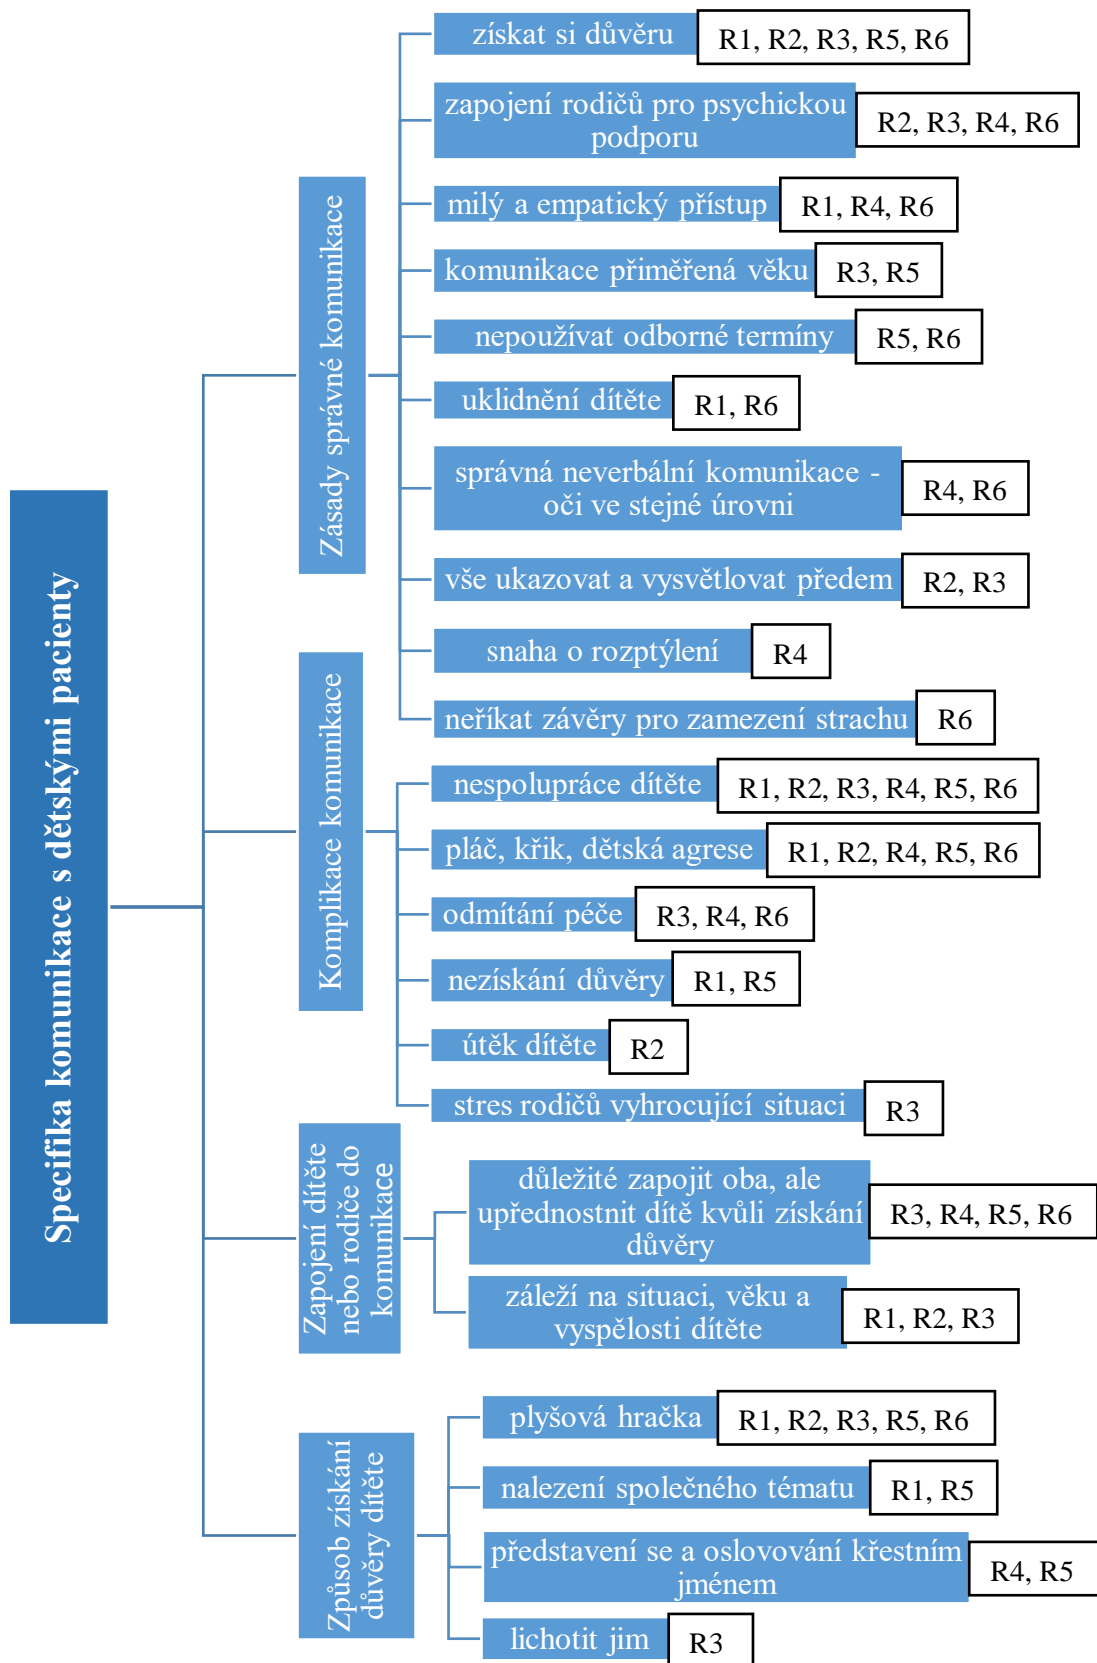 Specifika komunikace s dětskými pacienty
Zásady správné komunikace
získat si důvěru
R1, R2, R3, R5, R6
zapojení rodičů pro psychickou
podporu
R2, R3, R4, R6
milý a empatický přístup
R1, R4, R6
komunikace přiměřená věku
R3, R5
nepoužívat odborné termíny
R5, R6
uklidnění dítěte
R1, R6
správná neverbální komunikace -
oči ve stejné úrovni
R4, R6
vše ukazovat a vysvětlovat předem
R2, R3
snaha o rozptýlení
R4
neříkat závěry pro zamezení strachu
R6
Komplikace komunikace
nespolupráce dítěte
R1, R2, R3, R4, R5, R6
pláč, křik, dětská agrese
R1, R2, R4, R5, R6
odmítání péče
R3, R4, R6
nezískání důvěry
R1, R5
útěk dítěte
R2
stres rodičů vyhrocující situaci
R3
Zapojení dítěte
nebo rodiče do
komunikace
důležité zapojit oba, ale
upřednostnit dítě kvůli získání
důvěry
R3, R4, R5, R6
záleží na situaci, věku a
vyspělosti dítěte
R1, R2, R3
Způsob získání
důvěry dítěte
plyšová hračka
R1, R2, R3, R5, R6
nalezení společného tématu
R1, R5
představení se a oslovování křestním
jménem
R4, R5
lichotit jim
R3